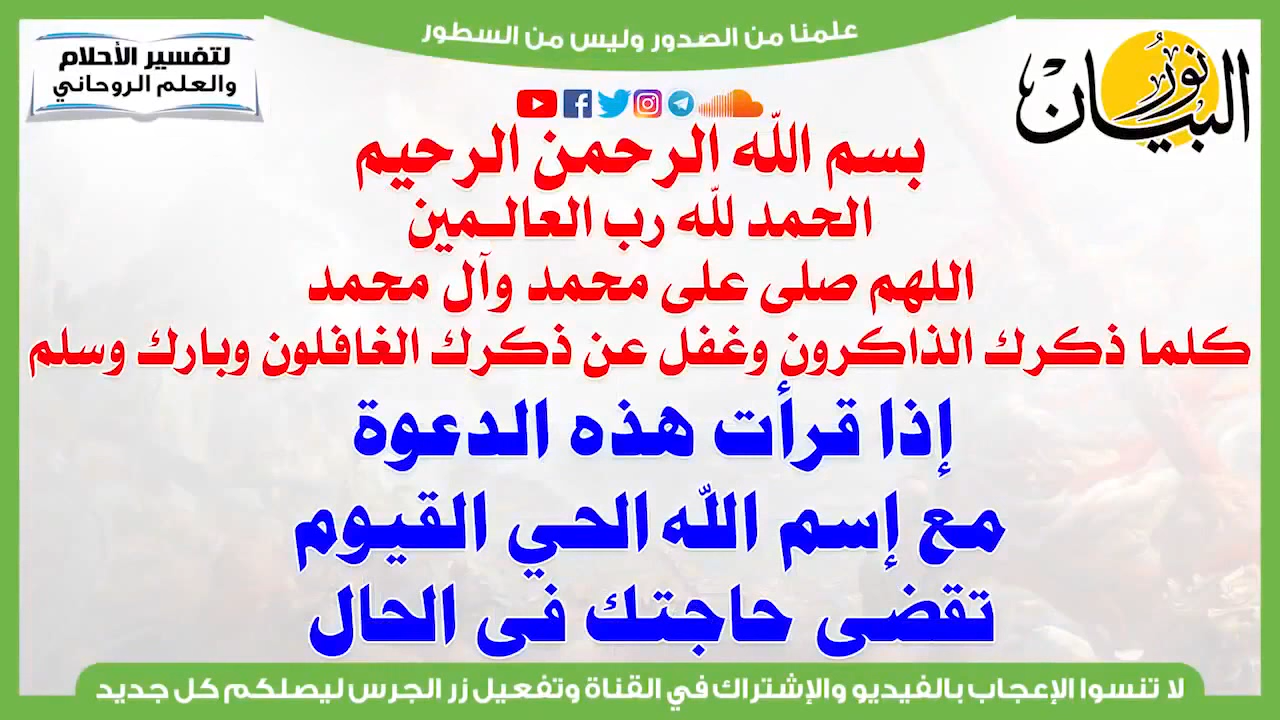 علمنا من الصدور وليس من السطور
نور
البيان
لتفسير الأحلام
والعلم الروحاني
بسم الله الرحمن الرحيم
الحمد لله رب العالـمين
اللهم صلى على محمد وآل محمد
كلما ذكرك الذاكرون وغفل عن ذكرك الغافلون وبارك وسلم
إذا قرأت هذه الدعوة
مع إسم الله الحي القيوم
تقضى حاجتك فى الحال
لا تنسوا الإعجاب بالفيديو والإشتراك في القناة وتفعيل زر الجرس ليصلكم كل جديد